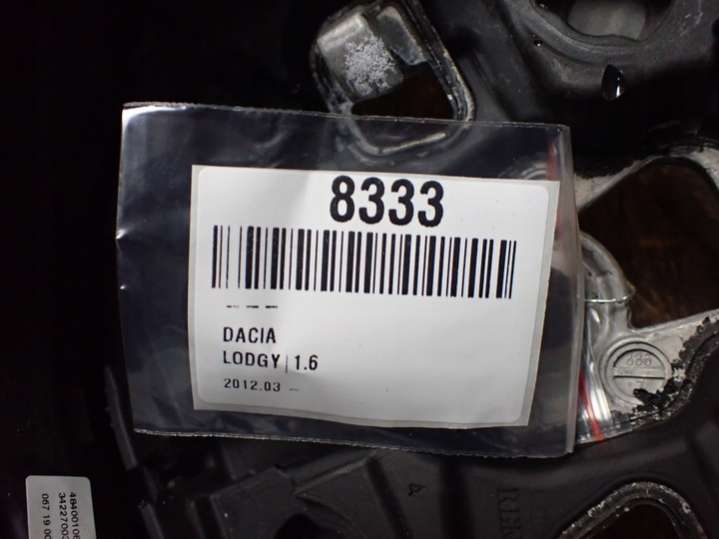 8333
DACIA
LODGY | 1.6
2012.03 –